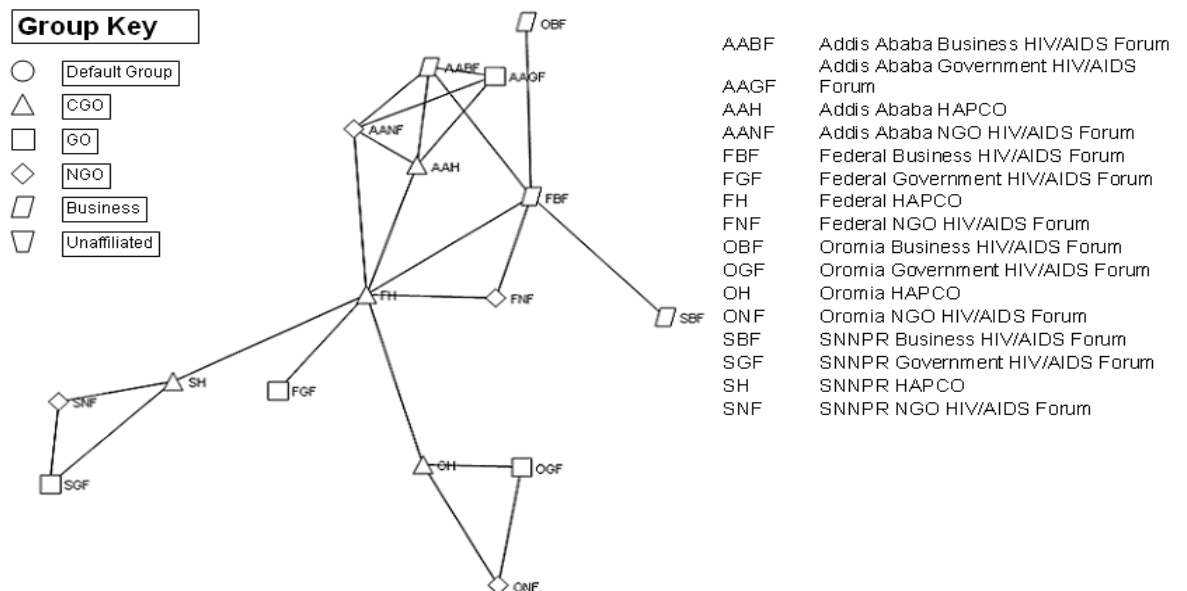 Group Key
Default Group
CGO
GO
NGO
Business
Unaffiliated
OBF
AABF
AAGF
AANF
AAH
FBF
FH
FNF
SBF
SH
FGF
SNF
SGF
OH
OGF
ONF
AABF Addis Ababa Business HIV/AIDS Forum
Addis Ababa Government HIV/AIDS
AAGF Forum
AAH Addis Ababa HAPCO
AANF Addis Ababa NGO HIV/AIDS Forum
FBF Federal Business HIV/AIDS Forum
FGF Federal Government HIV/AIDS Forum
FH Federal HAPCO
FNF Federal NGO HIV/AIDS Forum
OBF Oromia Business HIV/AIDS Forum
OGF Oromia Government HIV/AIDS Forum
OH Oromia HAPCO
ONF Oromia NGO HIV/AIDS Forum
SBF SNNPR Business HIV/AIDS Forum
SGF SNNPR Government HIV/AIDS Forum
SH SNNPR HAPCO
SNF SNNPR NGO HIV/AIDS Forum